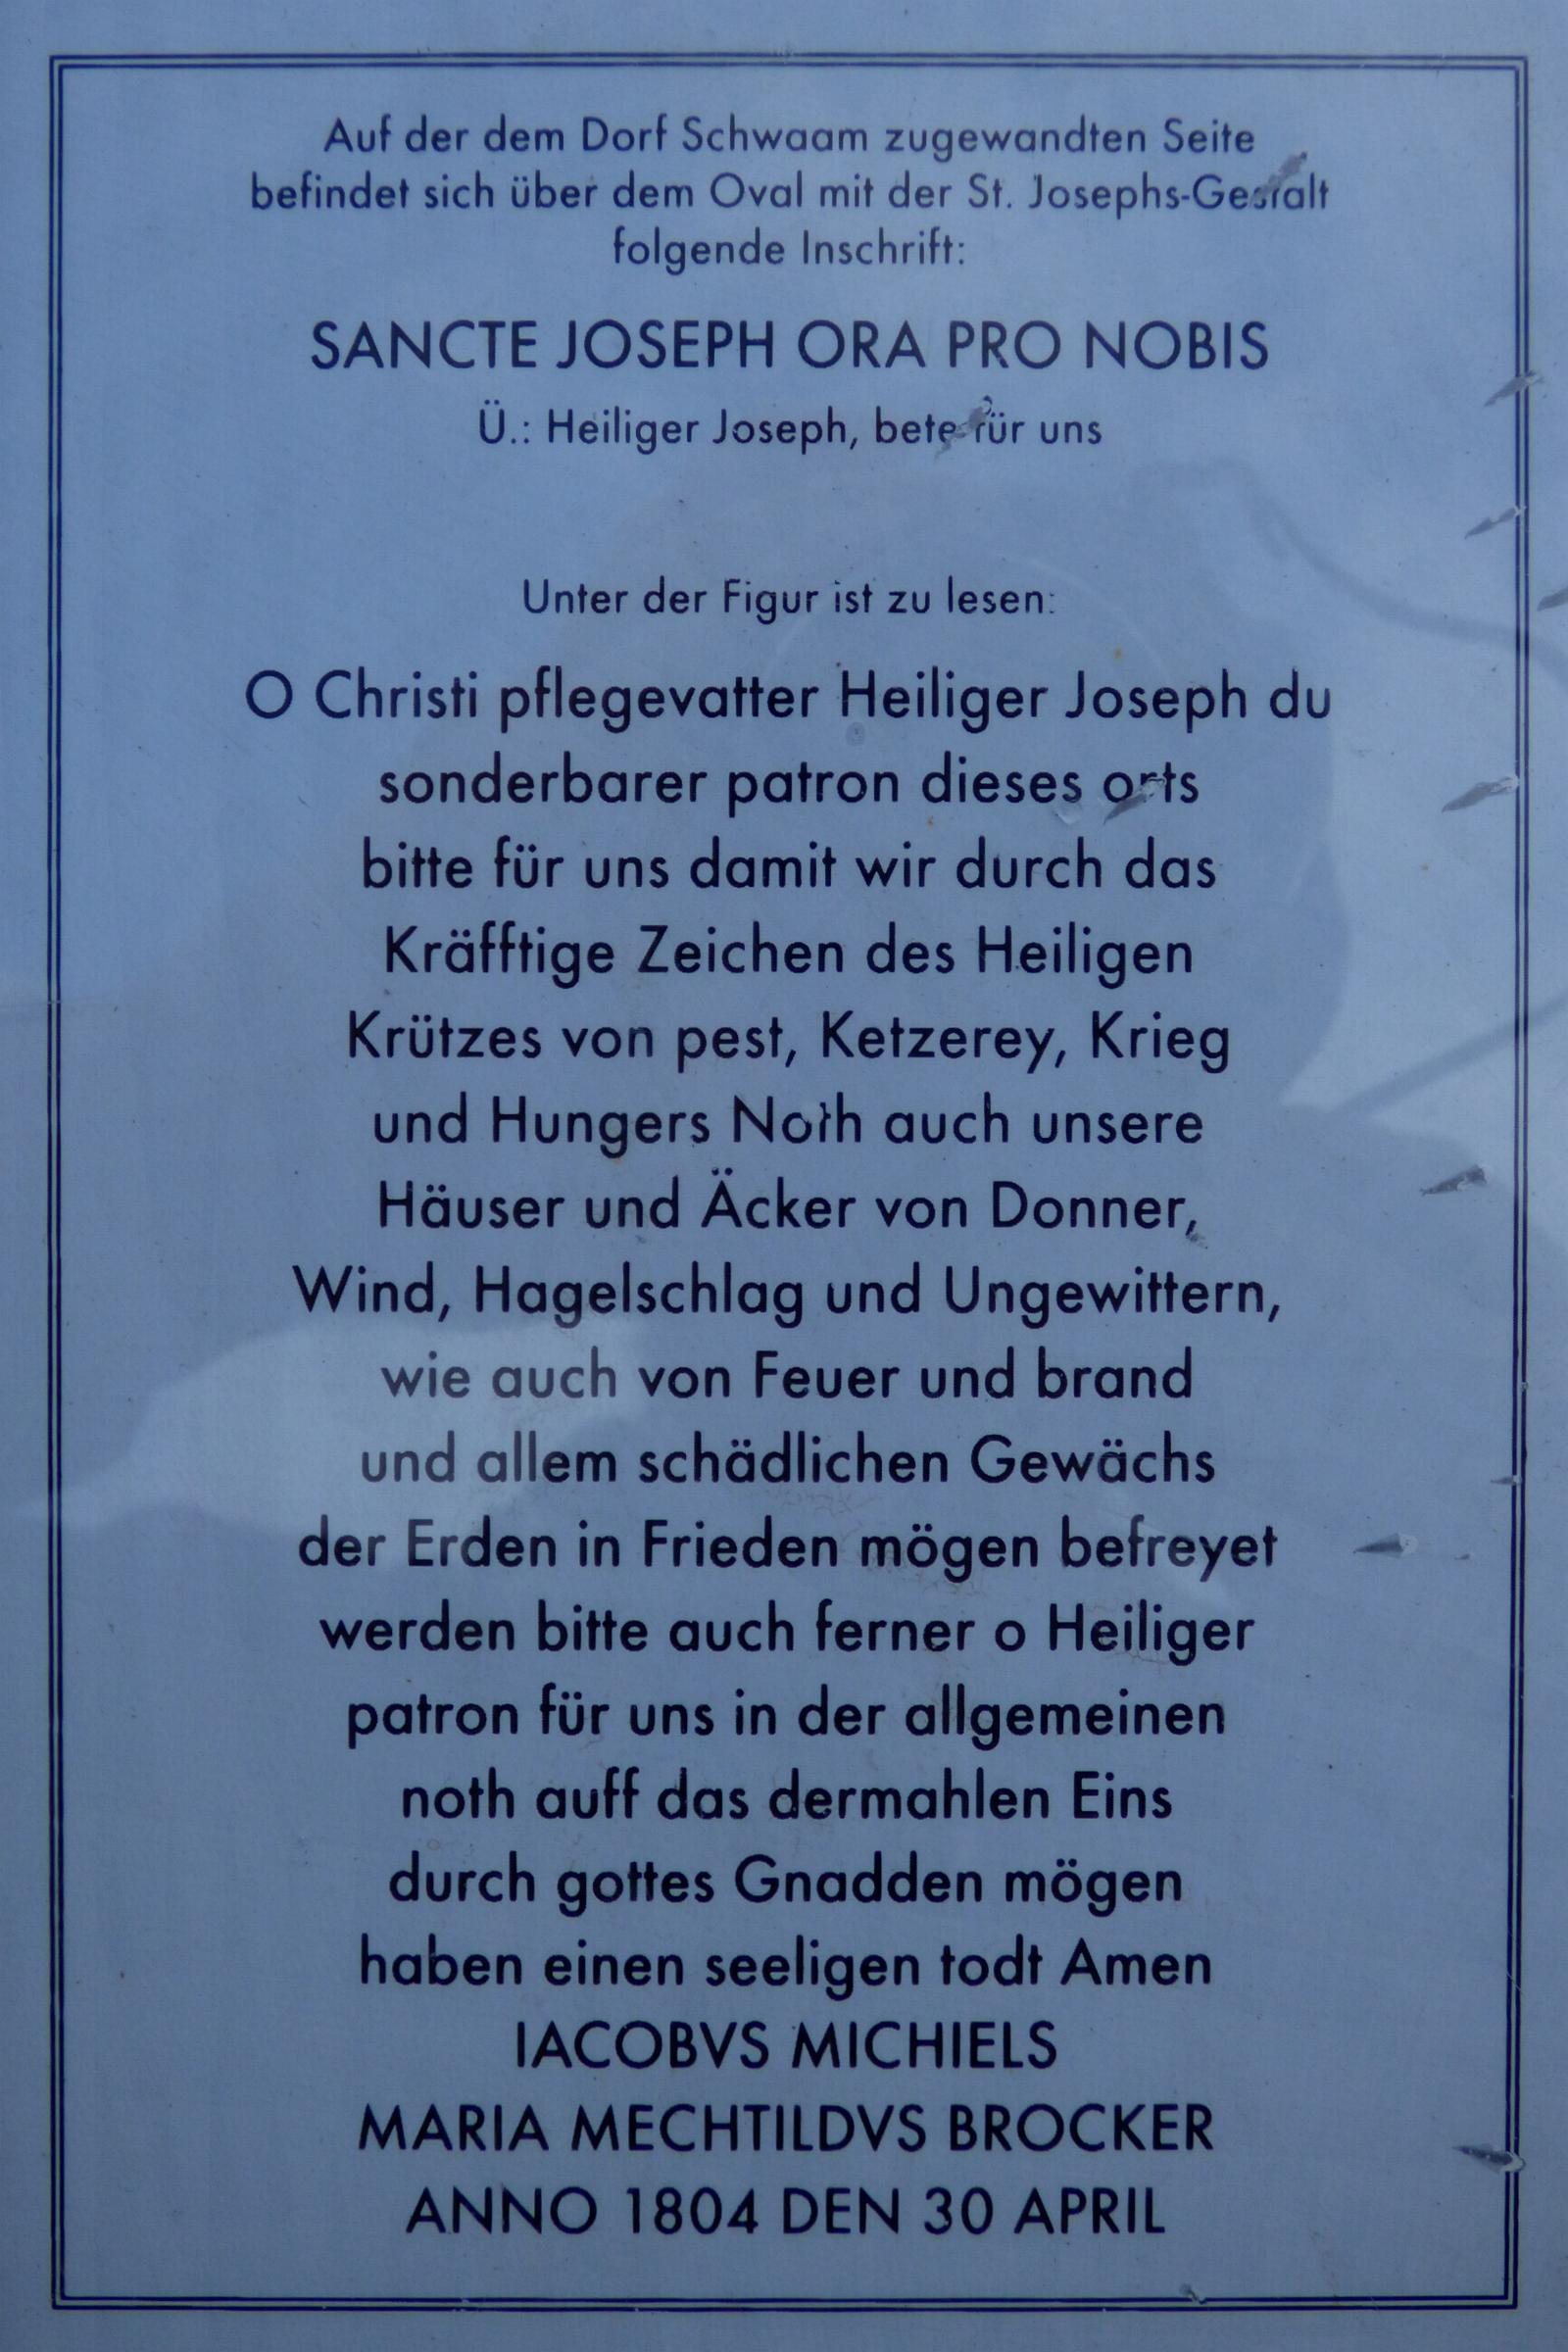 Auf der dem Dorf Schwaam zugewandten Seite
befindet sich über dem Oval mit der St. Josephs-Gestalt
folgende Inschrift:
SANCTE JOSEPH ORA PRO NOBIS
Ü.: Heiliger Joseph, bete für uns
Unter der Figur ist zu lesen:
O Christi pflegevatter Heiliger Joseph du
sonderbarer patron dieses orts
bitte für uns damit wir durch das
Kräfftige Zeichen des Heiligen
Krützes von pest, Ketzerey, Krieg
und Hungers Noth auch unsere
Häuser und Äcker von Donner,
Wind, Hagelschlag und Ungewittern,
wie auch von Feuer und brand
und allem schädlichen Gewächs
der Erden in Frieden mögen befreyet
werden bitte auch ferner o Heiliger
patron für uns in der allgemeinen
noth auff das dermahlen Eins
durch gottes Gnadden mögen
haben einen seeligen todt Amen
IACOBVS MICHIELS
MARIA MECHTILDVS BROCKER
ANNO 1804 DEN 30 APRIL